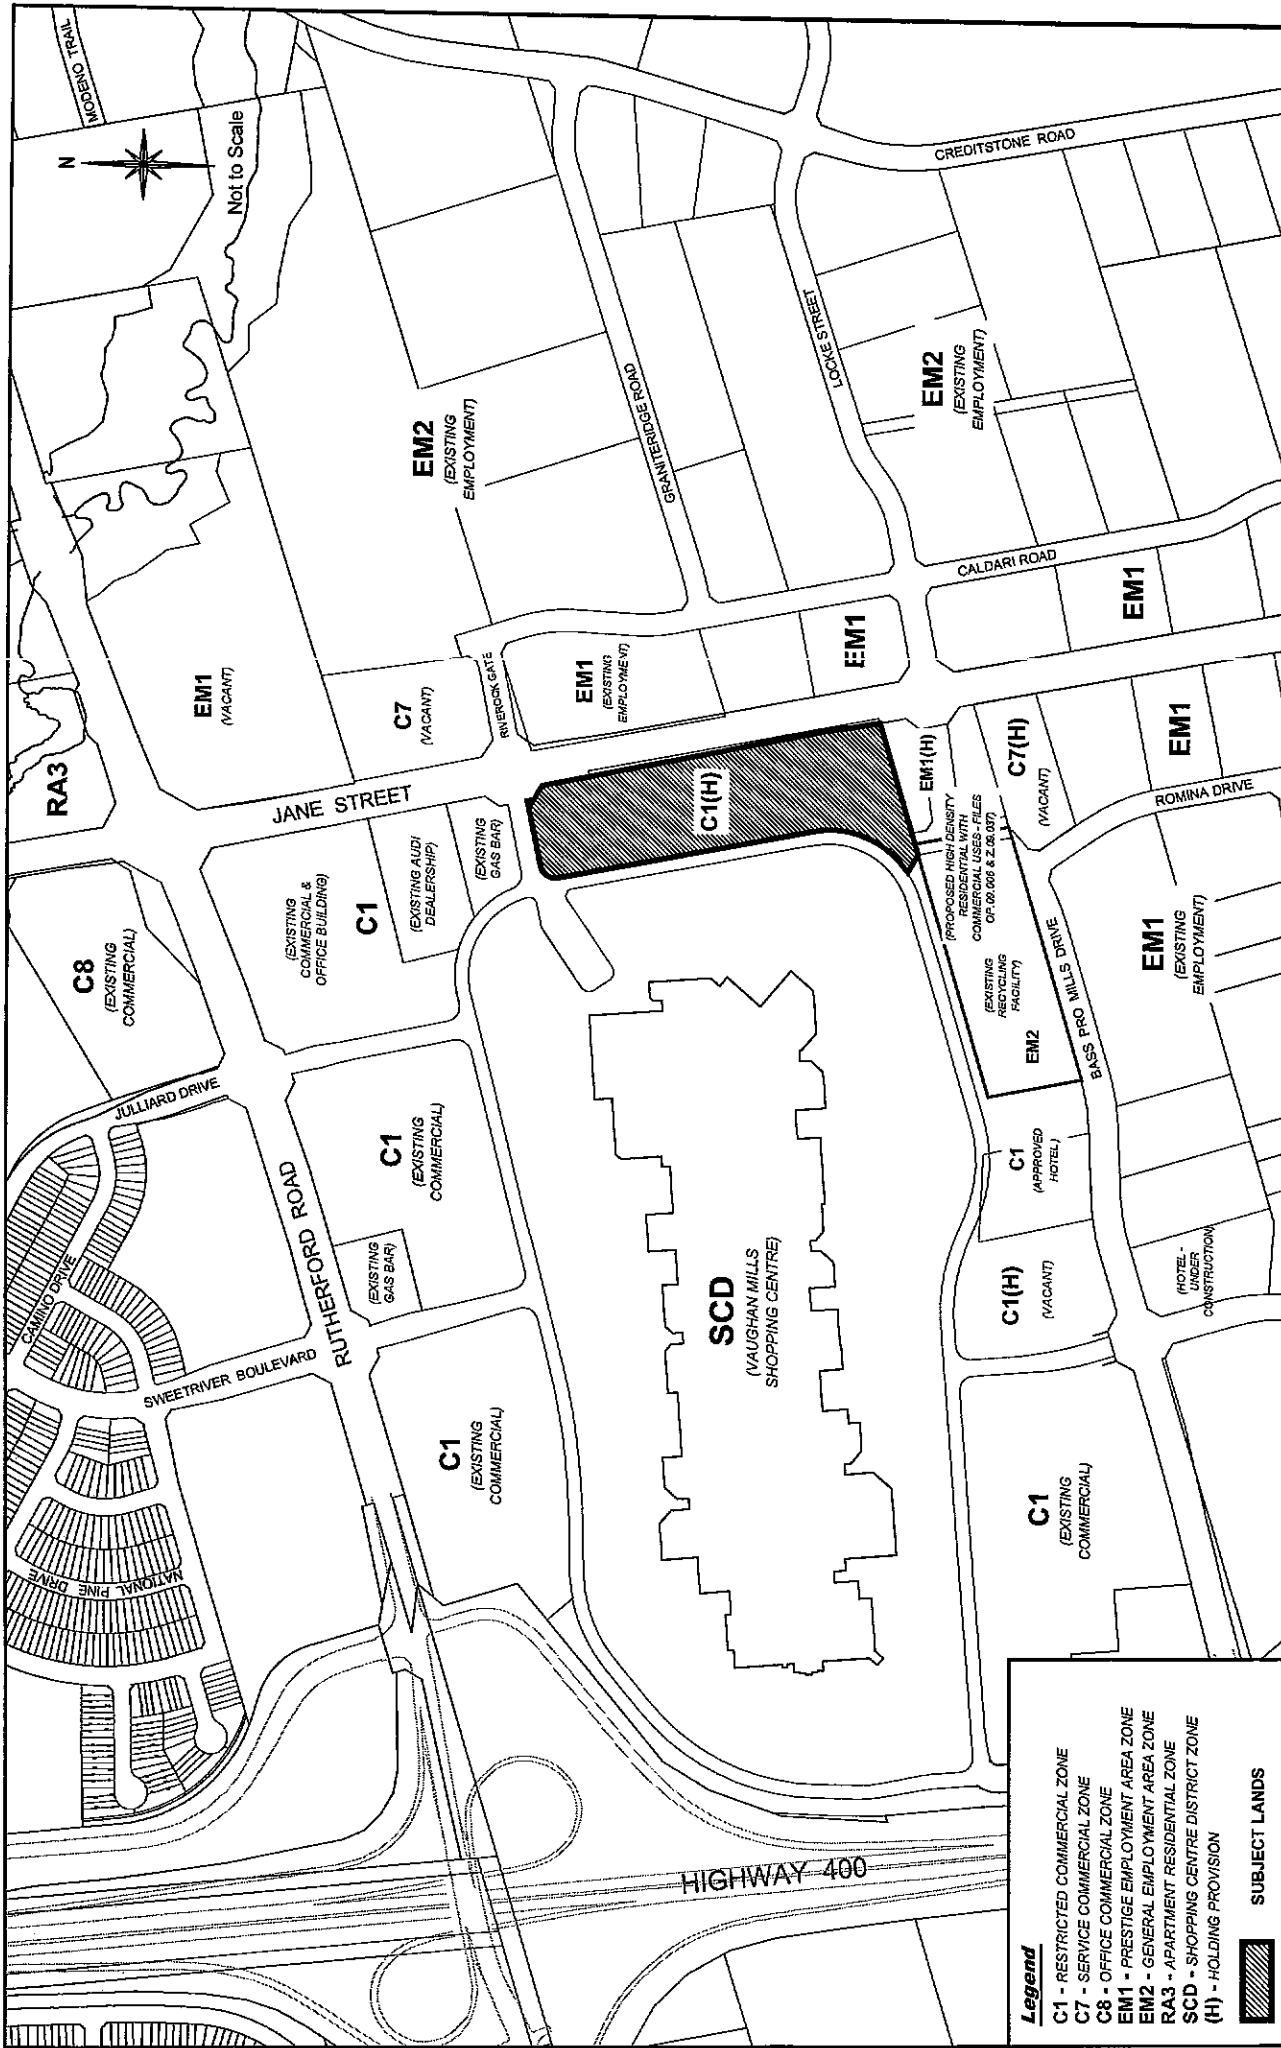 MODENO TRAIL
N
Not to Scale
RA3
EM1
(VACANT)
C7
(VACANT)
EM2
(EXISTING
EMPLOYMENT)
JANE STREET
RIVEROCK GATE
GRANITERIDGE ROAD
LOCKE STREET
CREDITSTONE ROAD
EM2
(EXISTING
EMPLOYMENT)
CALDARI ROAD
EM1
(EXISTING
EMPLOYMENT)
EM1
EM1
EM1
C8
(EXISTING
COMMERCIAL)
JULLIARD DRIVE
(EXISTING
COMMERCIAL &
OFFICE BUILDING)
C1
(EXISTING AUDI
DEALERSHIP)
(EXISTING
GAS BAR)
C1(H)
EM1(H)
C7(H)
(VACANT)
ROMINA DRIVE
(PROPOSED HIGH DENSITY
RESIDENTIAL WITH
COMMERCIAL USES - FILES
OP.09.006 & Z.09.037)
(EXISTING
RECYCLING
FACILITY)
EM2
BASS PRO MILLS DRIVE
EM1
(EXISTING
EMPLOYMENT)
CAMINO DRIVE
SWEETRIVER BOULEVARD
NATIONAL PINE DRIVE
RUTHERFORD ROAD
C1
(EXISTING
COMMERCIAL)
(EXISTING
GAS BAR)
C1
(EXISTING
COMMERCIAL)
SCD
(VAUGHAN MILLS
SHOPPING CENTRE)
C1
(APPROVED
HOTEL)
C1(H)
(VACANT)
(HOTEL -
UNDER
CONSTRUCTION)
C1
(EXISTING
COMMERCIAL)
HIGHWAY 400
Legend
C1 - RESTRICTED COMMERCIAL ZONE
C7 - SERVICE COMMERCIAL ZONE
C8 - OFFICE COMMERCIAL ZONE
EM1 - PRESTIGE EMPLOYMENT AREA ZONE
EM2 - GENERAL EMPLOYMENT AREA ZONE
RA3 - APARTMENT RESIDENTIAL ZONE
SCD - SHOPPING CENTRE DISTRICT ZONE
(H) - HOLDING PROVISION
SUBJECT LANDS